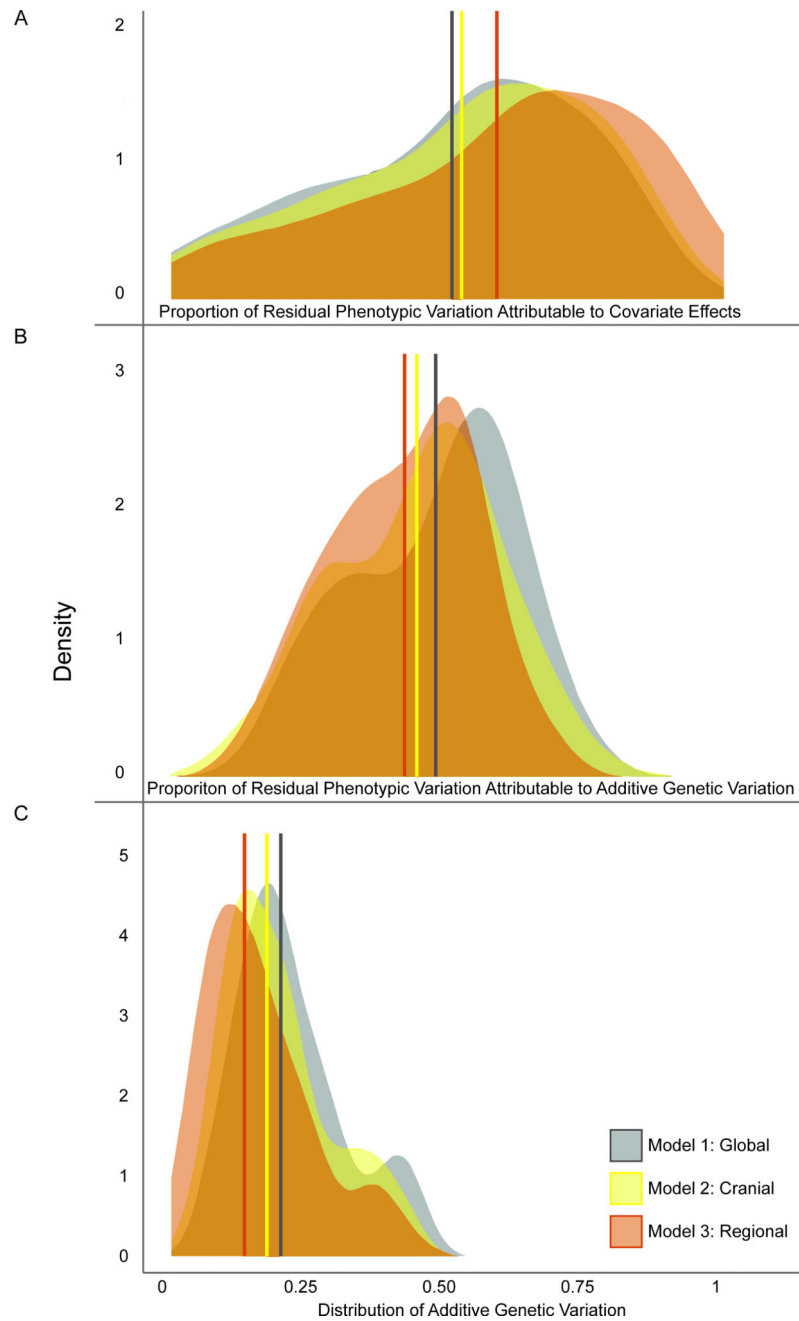 A
2
1
0
Proportion of Residual Phenotypic Variation Attributable to Covariate Effects
B
3
2
1
0
Density
Proporiton of Residual Phenotypic Variation Attributable to Additive Genetic Variation
C
5
4
3
2
1
0
Model 1: Global
Model 2: Cranial
Model 3: Regional
0 0.25 0.50 0.75 1
Distribution of Additive Genetic Variation